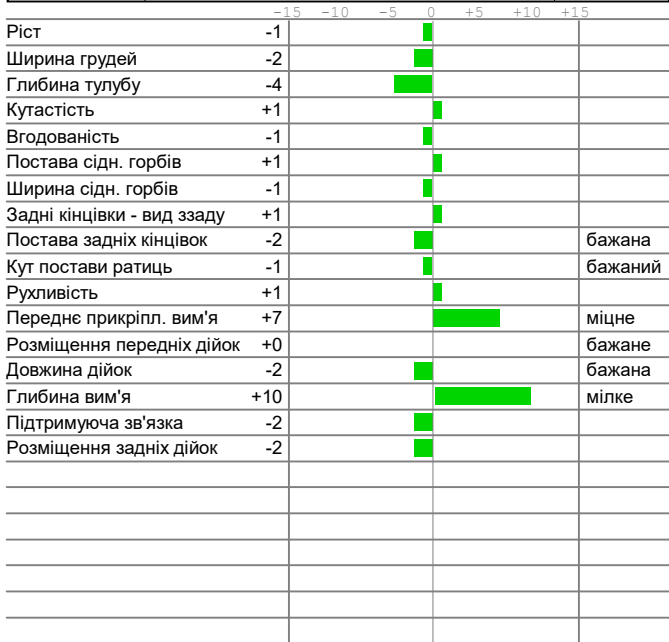 -15 -10 -5 0 +5 +10 +15
Ріст -1
Ширина грудей -2
Глибина тулубу -4
Кутастість +1
Вгодованість -1
Постава сідн. горбів +1
Ширина сідн. горбів -1
Задні кінцівки - вид ззаду +1
Постава задніх кінцівок -2 бажана
Кут постави ратиць -1 бажаний
Рухливість +1
Переднє прикріпл. вим'я +7 міцне
Розміщення передніх дійок +0 бажане
Довжина дійок -2 бажана
Глибина вим'я +10 мілке
Підтримуюча зв'язка -2
Розміщення задніх дійок -2